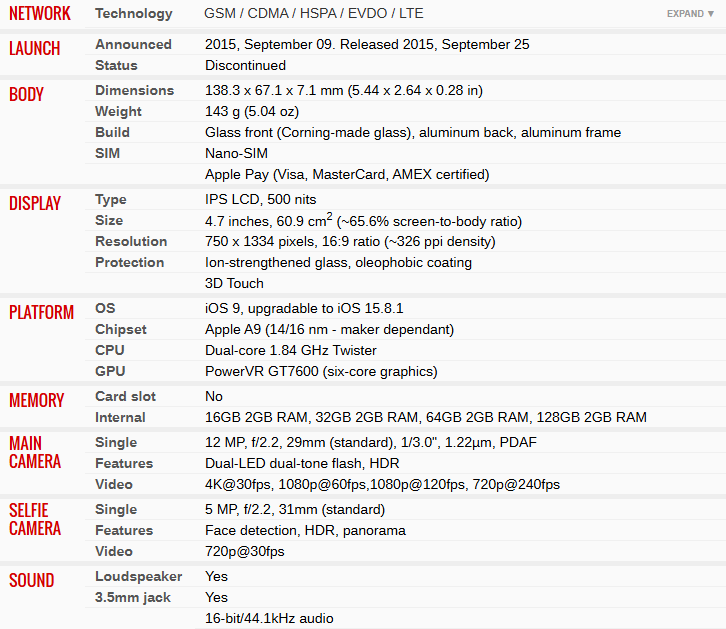 NETWORK Technology GSM / CDMA / HSPA / EVDO / LTE EXPAND ▼
LAUNCH Announced 2015, September 09. Released 2015, September 25
Status Discontinued
BODY Dimensions 138.3 x 67.1 x 7.1 mm (5.44 x 2.64 x 0.28 in)
Weight 143 g (5.04 oz)
Build Glass front (Corning-made glass), aluminum back, aluminum frame
SIM Nano-SIM
Apple Pay (Visa, MasterCard, AMEX certified)
DISPLAY Type IPS LCD, 500 nits
Size 4.7 inches, 60.9 cm2 (~65.6% screen-to-body ratio)
Resolution 750 x 1334 pixels, 16:9 ratio (~326 ppi density)
Protection Ion-strengthened glass, oleophobic coating
3D Touch
PLATFORM OS iOS 9, upgradable to iOS 15.8.1
Chipset Apple A9 (14/16 nm - maker dependant)
CPU Dual-core 1.84 GHz Twister
GPU PowerVR GT7600 (six-core graphics)
MEMORY Card slot No
Internal 16GB 2GB RAM, 32GB 2GB RAM, 64GB 2GB RAM, 128GB 2GB RAM
MAIN CAMERA Single 12 MP, f/2.2, 29mm (standard), 1/3.0", 1.22µm, PDAF
Features Dual-LED dual-tone flash, HDR
Video 4K@30fps, 1080p@60fps,1080p@120fps, 720p@240fps
SELFIE CAMERA Single 5 MP, f/2.2, 31mm (standard)
Features Face detection, HDR, panorama
Video 720p@30fps
SOUND Loudspeaker Yes
3.5mm jack Yes
16-bit/44.1kHz audio